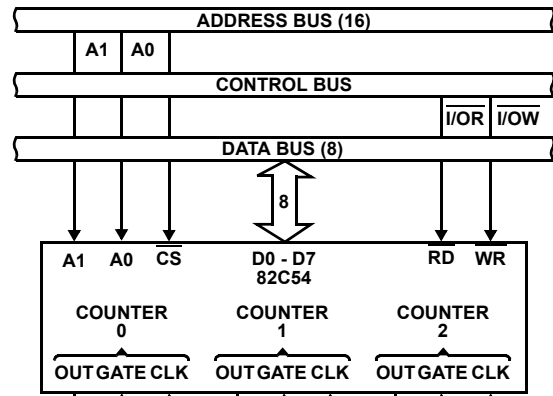 ADDRESS BUS (16)
A1 A0
CONTROL BUS
I/OR I/OW
DATA BUS (8)
8
A1 A0 CS D0 - D7 RD WR
82C54
COUNTER COUNTER COUNTER
0 1 2
OUT GATE CLK OUT GATE CLK OUT GATE CLK